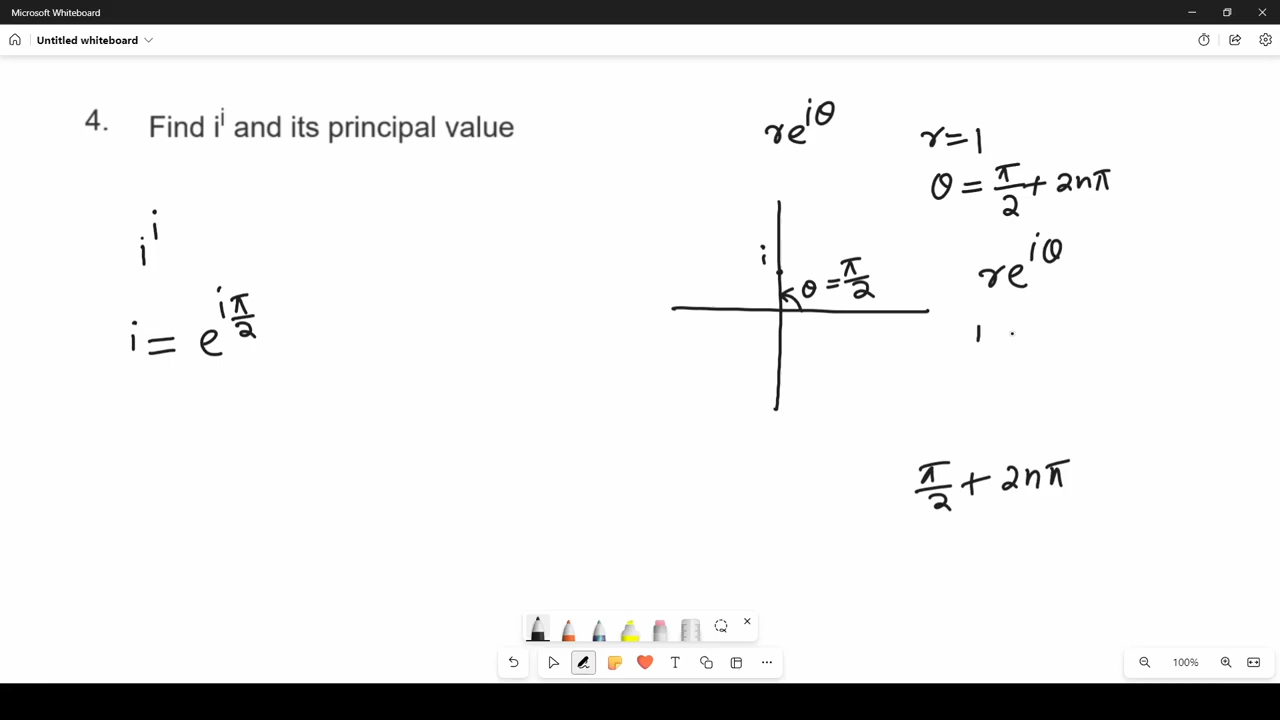 Microsoft Whiteboard
Untitled whiteboard
4. Find i^i and its principal value
i^i
i = e^{iπ/2}
re^{iθ}
r = 1
θ = π/2 + 2nπ
i
θ = π/2
re^{iθ}
1 .
π/2 + 2nπ
100%